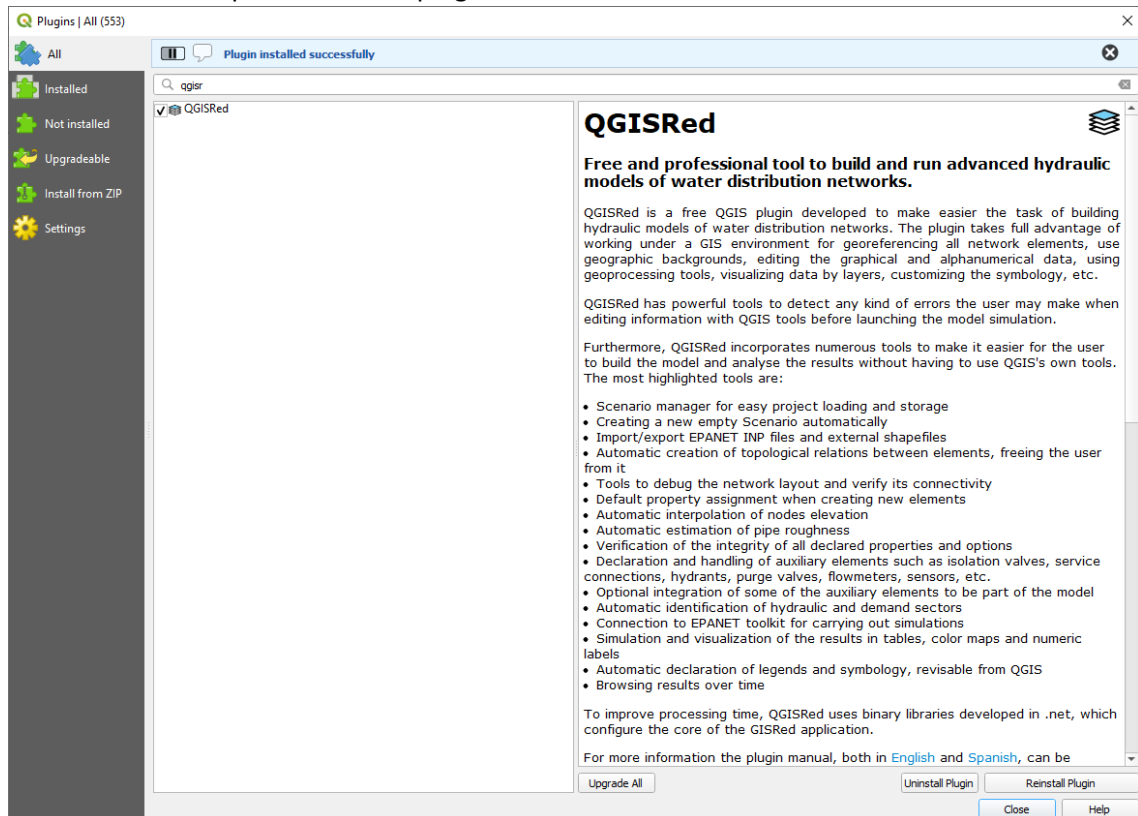 Plugins | All (553)
All
Installed
Not installed
Upgradeable
Install from ZIP
Settings
Plugin installed successfully
qgisr
QGISRed
QGISRed
Free and professional tool to build and run advanced hydraulic
models of water distribution networks.
QGISRed is a free QGIS plugin developed to make easier the task of building
hydraulic models of water distribution networks. The plugin takes full advantage of
working under a GIS environment for georeferencing all network elements, use
geographic backgrounds, editing the graphical and alphanumerical data, using
geoprocessing tools, visualizing data by layers, customizing the symbology, etc.
QGISRed has powerful tools to detect any kind of errors the user may make when
editing information with QGIS tools before launching the model simulation.
Furthermore, QGISRed incorporates numerous tools to make it easier for the user
to build the model and analyse the results without having to use QGIS's own tools.
The most highlighted tools are:
• Scenario manager for easy project loading and storage
• Creating a new empty Scenario automatically
• Import/export EPANET INP files and external shapefiles
• Automatic creation of topological relations between elements, freeing the user
from it
• Tools to debug the network layout and verify its connectivity
• Default property assignment when creating new elements
• Automatic interpolation of nodes elevation
• Automatic estimation of pipe roughness
• Verification of the integrity of all declared properties and options
• Declaration and handling of auxiliary elements such as isolation valves, service
connections, hydrants, purge valves, flowmeters, sensors, etc.
• Optional integration of some of the auxiliary elements to be part of the model
• Automatic identification of hydraulic and demand sectors
• Connection to EPANET toolkit for carrying out simulations
• Simulation and visualization of the results in tables, color maps and numeric
labels
• Automatic declaration of legends and symbology, revisable from QGIS
• Browsing results over time
To improve processing time, QGISRed uses binary libraries developed in .net, which
configure the core of the GISRed application.
For more information the plugin manual, both in English and Spanish, can be
Upgrade All
Uninstall Plugin
Reinstall Plugin
Close
Help